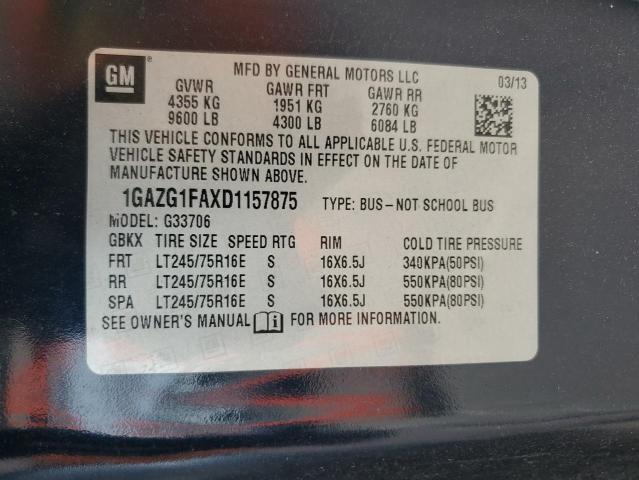 GM
MFD BY GENERAL MOTORS LLC 03/13
GVWR GAWR FRT GAWR RR
4355 KG 1951 KG 2760 KG
9600 LB 4300 LB 6084 LB
THIS VEHICLE CONFORMS TO ALL APPLICABLE U.S. FEDERAL MOTOR
VEHICLE SAFETY STANDARDS IN EFFECT ON THE DATE OF
MANUFACTURE SHOWN ABOVE.
1GAZG1FAXD1157875 TYPE: BUS-NOT SCHOOL BUS
MODEL: G33706
GBKX TIRE SIZE SPEED RTG RIM COLD TIRE PRESSURE
FRT LT245/75R16E S 16X6.5J 340KPA(50PSI)
RR LT245/75R16E S 16X6.5J 550KPA(80PSI)
SPA LT245/75R16E S 16X6.5J 550KPA(80PSI)
SEE OWNER'S MANUAL FOR MORE INFORMATION.